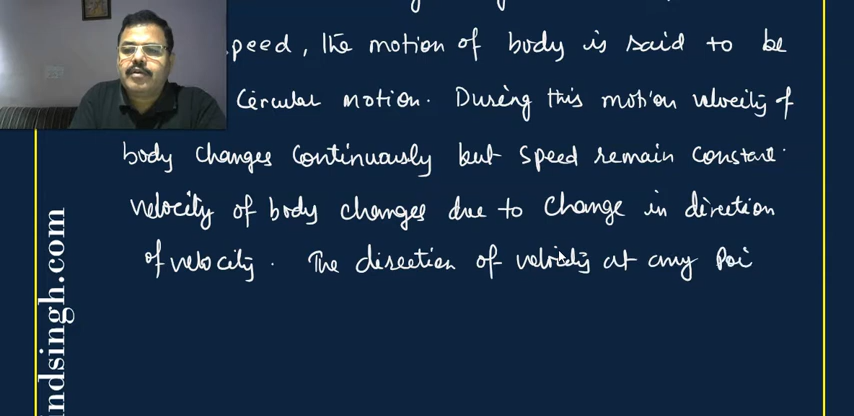 peed, the motion of body is said to be
Circular motion. During this motion velocity of
body changes Continuously but speed remain constant.
velocity of body changes due to change in direction
of velocity. The direction of velocity at any Poi
ndsingh.com